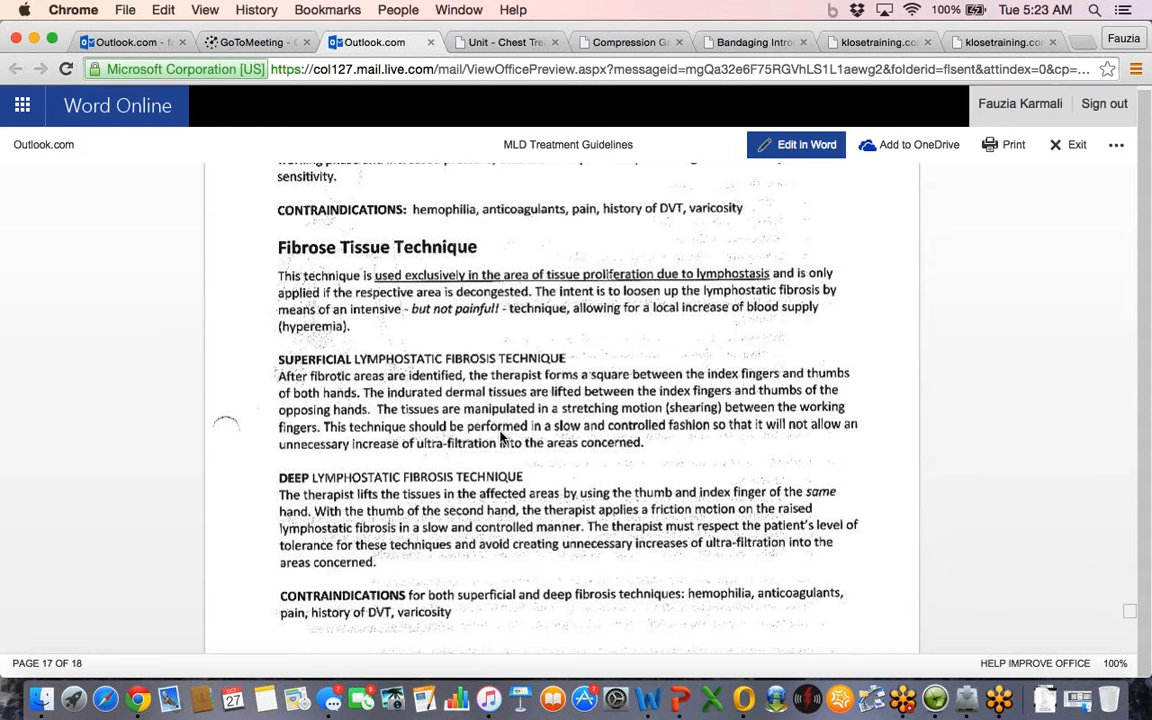 Chrome File Edit View History Bookmarks People Window Help 100% Tue 5:23 AM
Outlook.com - f GoToMeeting - C Outlook.com Unit - Chest Tre Compression G Bandaging Intro klosetraining.co klosetraining.co Fauzia
Microsoft Corporation [US] https://col127.mail.live.com/mail/ViewOfficePreview.aspx?messageid=mgQa32e6F75RGVhLS1L1aewg2&folderid=flsent&attindex=0&cp=...
Word Online Fauzia Karmali Sign out
Outlook.com MLD Treatment Guidelines Edit in Word Add to OneDrive Print Exit
sensitivity.
CONTRAINDICATIONS: hemophilia, anticoagulants, pain, history of DVT, varicosity
Fibrose Tissue Technique
This technique is used exclusively in the area of tissue proliferation due to lymphostasis and is only
applied if the respective area is decongested. The intent is to loosen up the lymphostatic fibrosis by
means of an intensive - but not painful! - technique, allowing for a local increase of blood supply
(hyperemia).
SUPERFICIAL LYMPHOSTATIC FIBROSIS TECHNIQUE
After fibrotic areas are identified, the therapist forms a square between the index fingers and thumbs
of both hands. The indurated dermal tissues are lifted between the index fingers and thumbs of the
opposing hands. The tissues are manipulated in a stretching motion (shearing) between the working
fingers. This technique should be performed in a slow and controlled fashion so that it will not allow an
unnecessary increase of ultra-filtration into the areas concerned.
DEEP LYMPHOSTATIC FIBROSIS TECHNIQUE
The therapist lifts the tissues in the affected areas by using the thumb and index finger of the same
hand. With the thumb of the second hand, the therapist applies a friction motion on the raised
lymphostatic fibrosis in a slow and controlled manner. The therapist must respect the patient's level of
tolerance for these techniques and avoid creating unnecessary increases of ultra-filtration into the
areas concerned.
CONTRAINDICATIONS for both superficial and deep fibrosis techniques: hemophilia, anticoagulants,
pain, history of DVT, varicosity
PAGE 17 OF 18 HELP IMPROVE OFFICE 100%